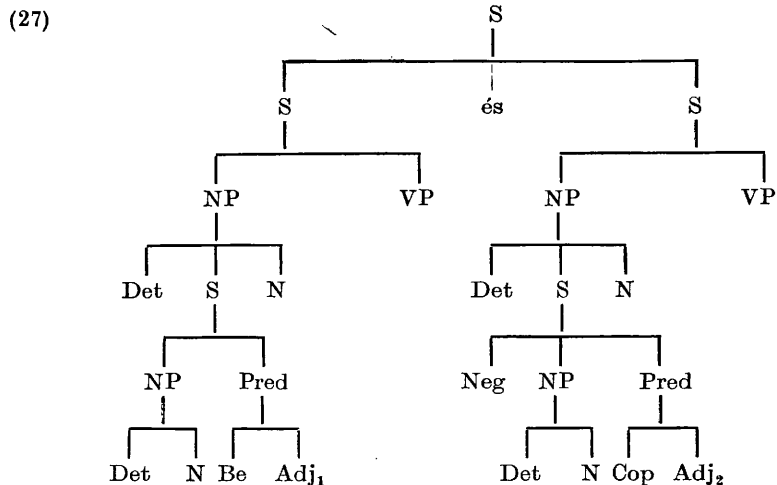 (27)
S
S és S
NP VP NP VP
Det S N Det S N
NP Pred Neg NP Pred
Det N Be Adj₁ Det N Cop Adj₂